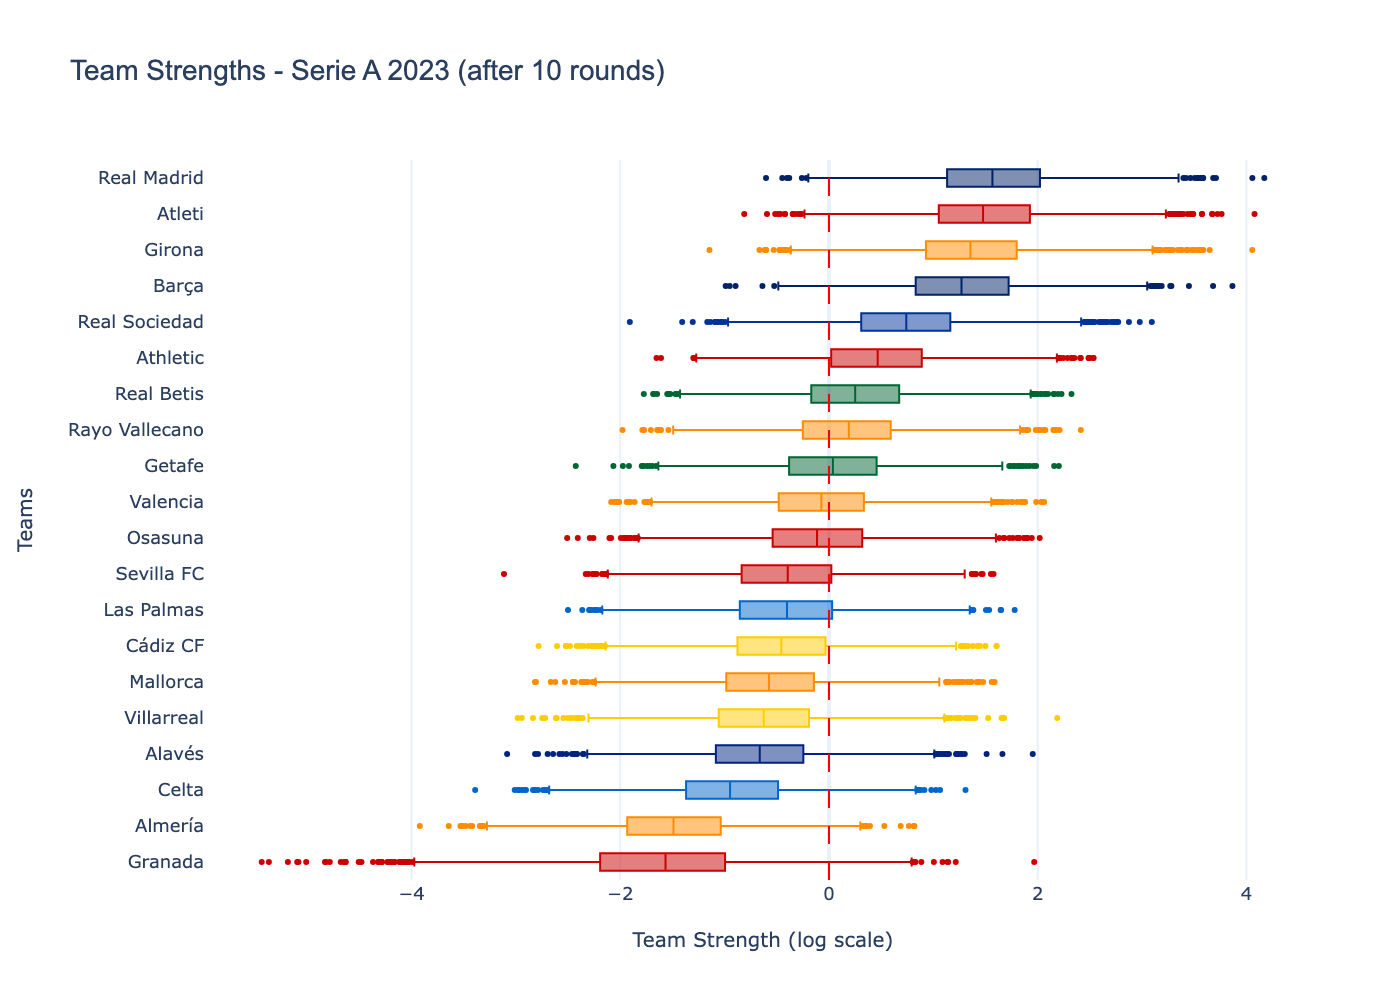 Team Strengths - Serie A 2023 (after 10 rounds)
Real Madrid
Atleti
Girona
Barça
Real Sociedad
Athletic
Real Betis
Rayo Vallecano
Getafe
Valencia
Osasuna
Sevilla FC
Las Palmas
Cádiz CF
Mallorca
Villarreal
Alavés
Celta
Almería
Granada
Teams
−4 −2 0 2 4
Team Strength (log scale)